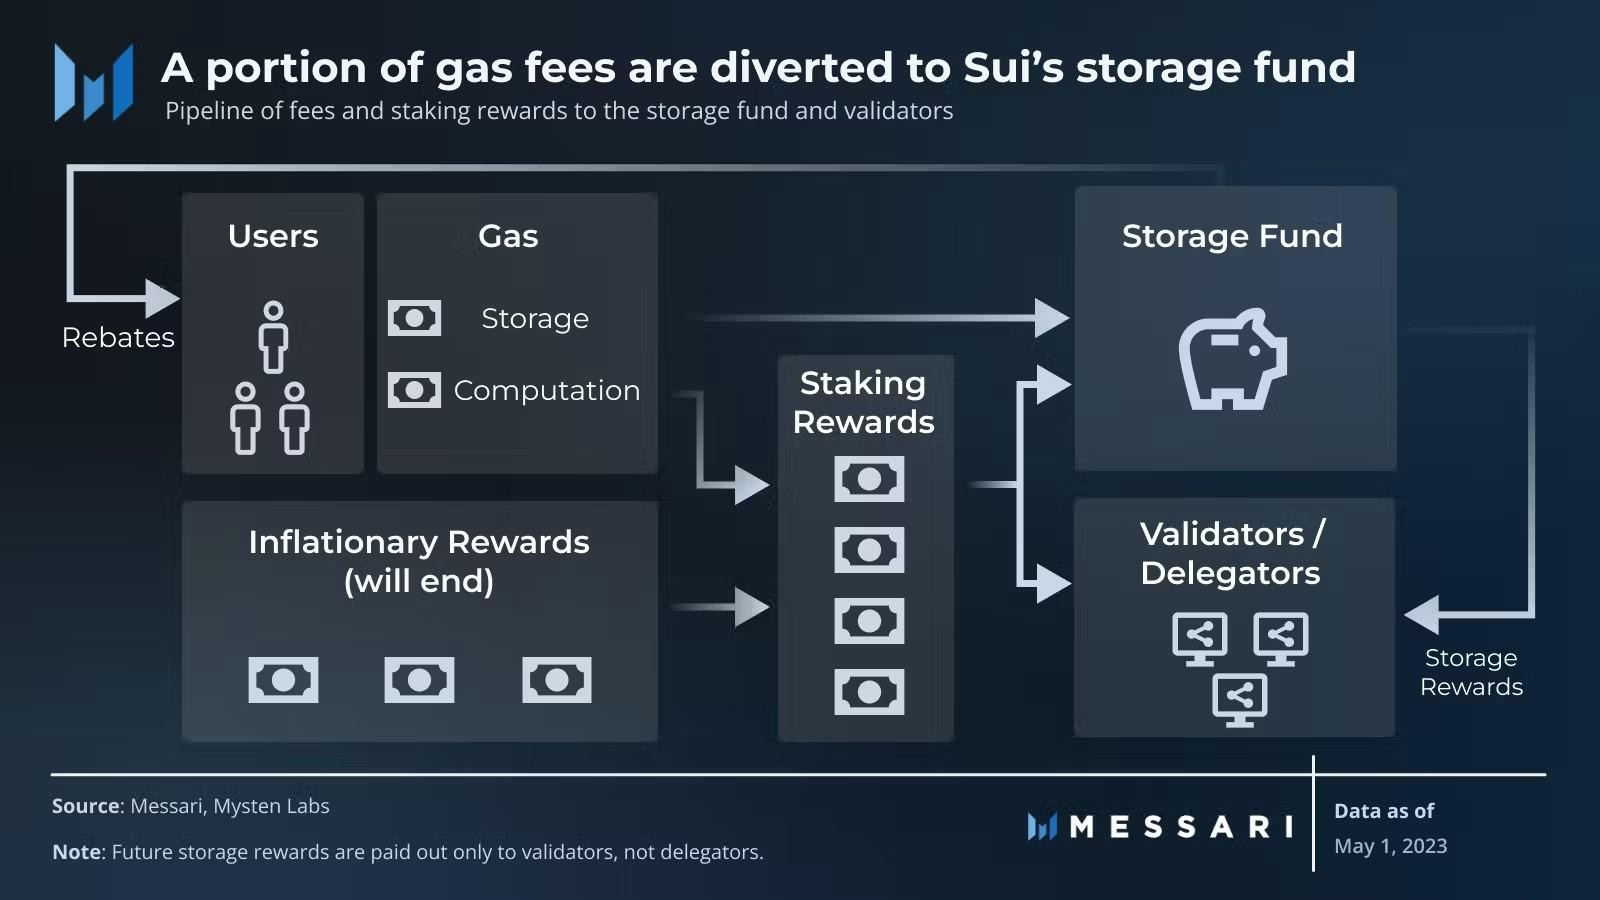 A portion of gas fees are diverted to Sui’s storage fund
Pipeline of fees and staking rewards to the storage fund and validators
Rebates
Users
Gas
Storage
Computation
Inflationary Rewards
(will end)
Staking
Rewards
Storage Fund
Validators /
Delegators
Storage
Rewards
Source: Messari, Mysten Labs
Note: Future storage rewards are paid out only to validators, not delegators.
MESSARI
Data as of
May 1, 2023